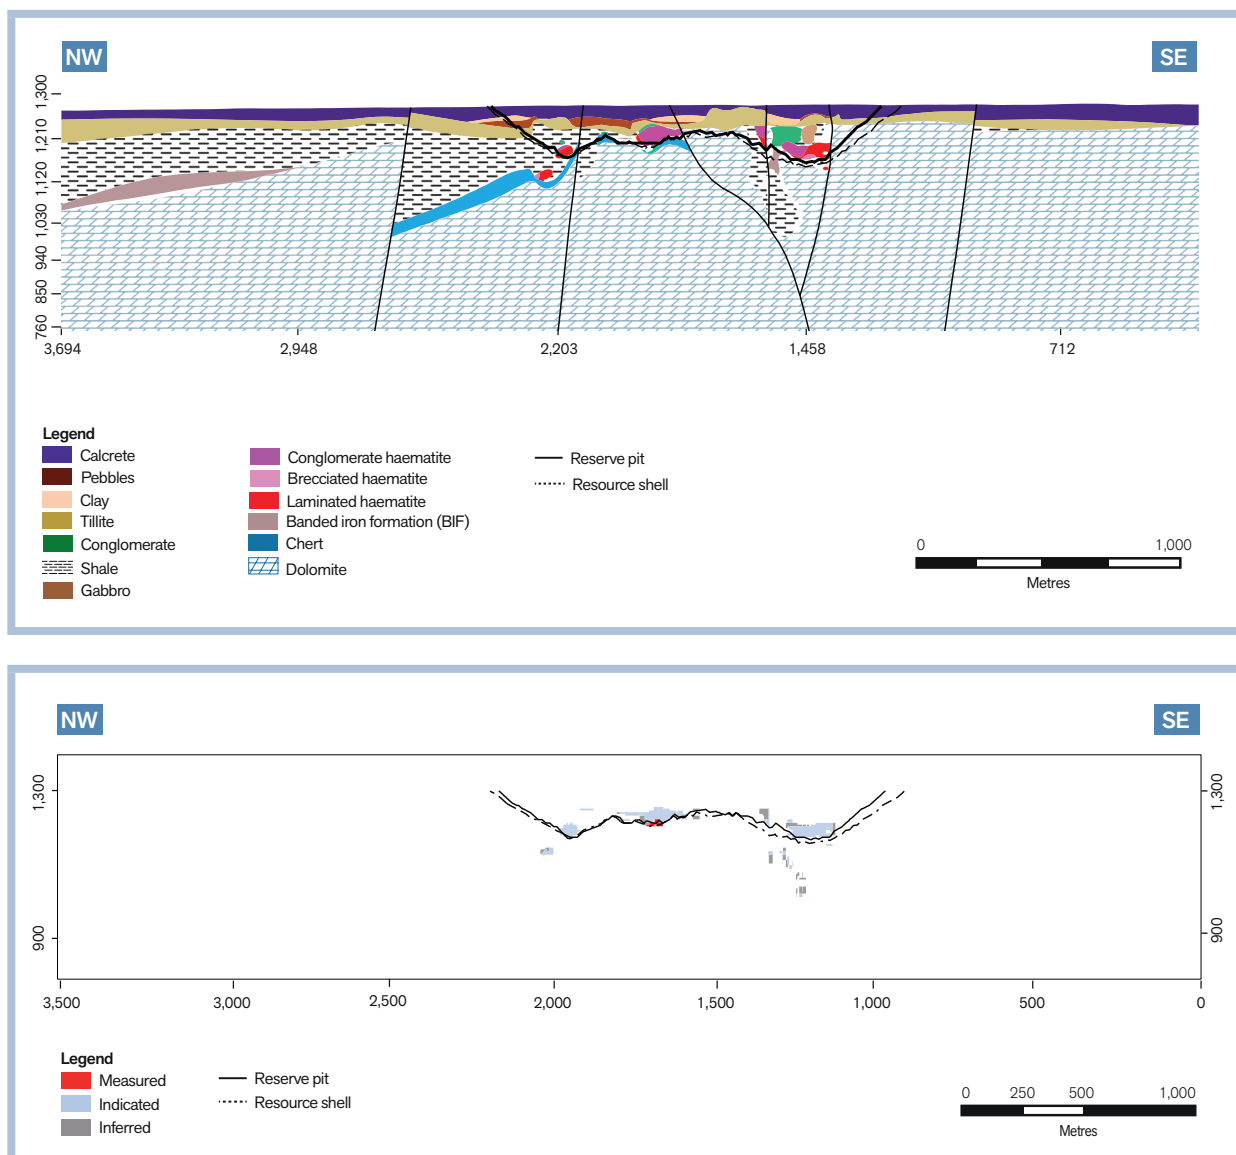 NW
SE
1,300
1,210
1,120
1,030
940
850
760
3,694
2,948
2,203
1,458
712
Legend
Calcrete
Pebbles
Clay
Tillite
Conglomerate
Shale
Gabbro
Conglomerate haematite
Brecciated haematite
Laminated haematite
Banded iron formation (BIF)
Chert
Dolomite
Reserve pit
Resource shell
0 1,000
Metres
NW
SE
1,300
900
1,300
900
3,500
3,000
2,500
2,000
1,500
1,000
500
0
Legend
Measured
Indicated
Inferred
Reserve pit
Resource shell
0 250 500 1,000
Metres